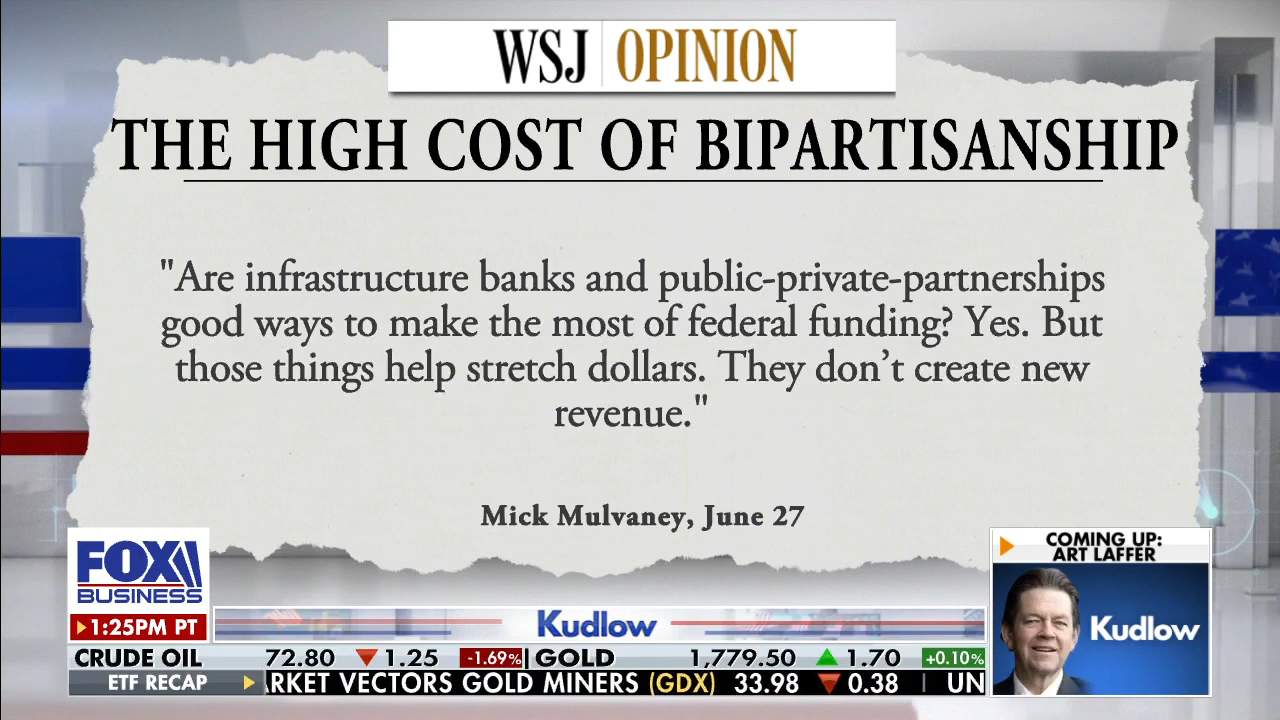 WSJ OPINION
THE HIGH COST OF BIPARTISANSHIP
"Are infrastructure banks and public-private-partnerships
good ways to make the most of federal funding? Yes. But
those things help stretch dollars. They don't create new
revenue."
Mick Mulvaney, June 27
FOX
BUSINESS
1:25PM PT
Kudlow
COMING UP:
ART LAFFER
Kudlow
CRUDE OIL 72.80 1.25 -1.69% GOLD 1,779.50 1.70 +0.10%
ETF RECAP RKET VECTORS GOLD MINERS (GDX) 33.98 0.38 UN